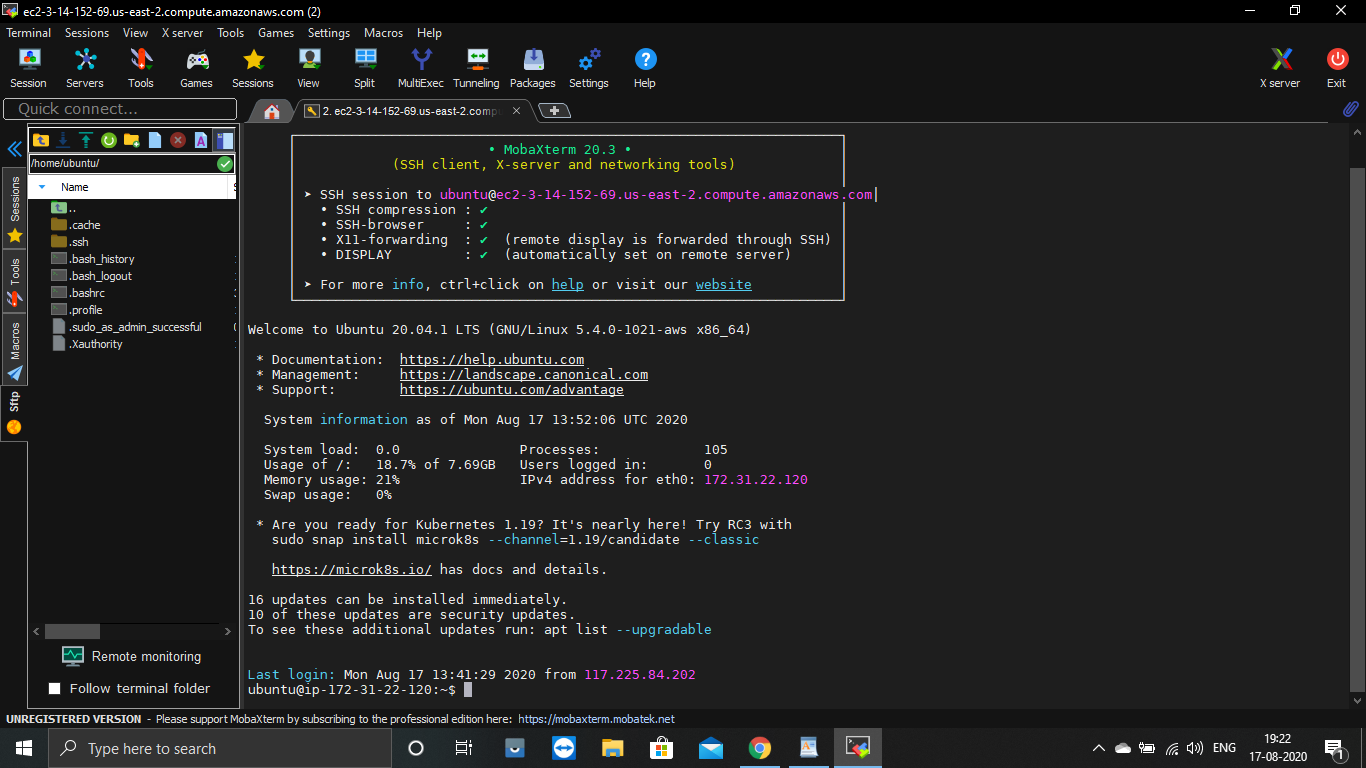 ec2-3-14-152-69.us-east-2.compute.amazonaws.com (2)
Terminal Sessions View X server Tools Games Settings Macros Help
Session Servers Tools Games Sessions View Split MultiExec Tunneling Packages Settings Help X server Exit
Quick connect...
2. ec2-3-14-152-69.us-east-2.comp
/home/ubuntu/
Name
..
.cache
.ssh
.bash_history
.bash_logout
.bashrc
.profile
.sudo_as_admin_successful
.Xauthority
Sessions
Tools
Macros
Sftp
Remote monitoring
Follow terminal folder
• MobaXterm 20.3 •
(SSH client, X-server and networking tools)
➤ SSH session to ubuntu@ec2-3-14-152-69.us-east-2.compute.amazonaws.com
• SSH compression : ✔
• SSH-browser : ✔
• X11-forwarding : ✔ (remote display is forwarded through SSH)
• DISPLAY : ✔ (automatically set on remote server)
➤ For more info, ctrl+click on help or visit our website
Welcome to Ubuntu 20.04.1 LTS (GNU/Linux 5.4.0-1021-aws x86_64)
* Documentation: https://help.ubuntu.com
* Management: https://landscape.canonical.com
* Support: https://ubuntu.com/advantage
System information as of Mon Aug 17 13:52:06 UTC 2020
System load: 0.0 Processes: 105
Usage of /: 18.7% of 7.69GB Users logged in: 0
Memory usage: 21% IPv4 address for eth0: 172.31.22.120
Swap usage: 0%
* Are you ready for Kubernetes 1.19? It's nearly here! Try RC3 with
sudo snap install microk8s --channel=1.19/candidate --classic
https://microk8s.io/ has docs and details.
16 updates can be installed immediately.
10 of these updates are security updates.
To see these additional updates run: apt list --upgradable
Last login: Mon Aug 17 13:41:29 2020 from 117.225.84.202
ubuntu@ip-172-31-22-120:~$
UNREGISTERED VERSION - Please support MobaXterm by subscribing to the professional edition here: https://mobaxterm.mobatek.net
Type here to search
ENG
19:22
17-08-2020
1